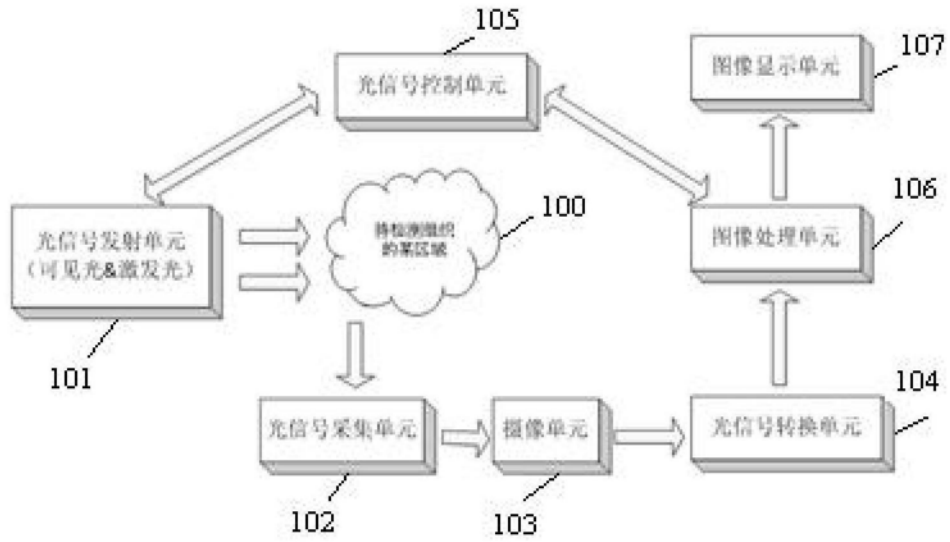 105
光信号控制单元
图像显示单元
107
光信号发射单元
（可见光&激发光）
101
待检测组织
的某区域
100
图像处理单元
106
光信号采集单元
102
摄像单元
103
光信号转换单元
104